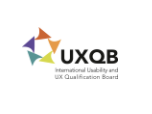 UXQB
International Usability and
UX Qualification Board